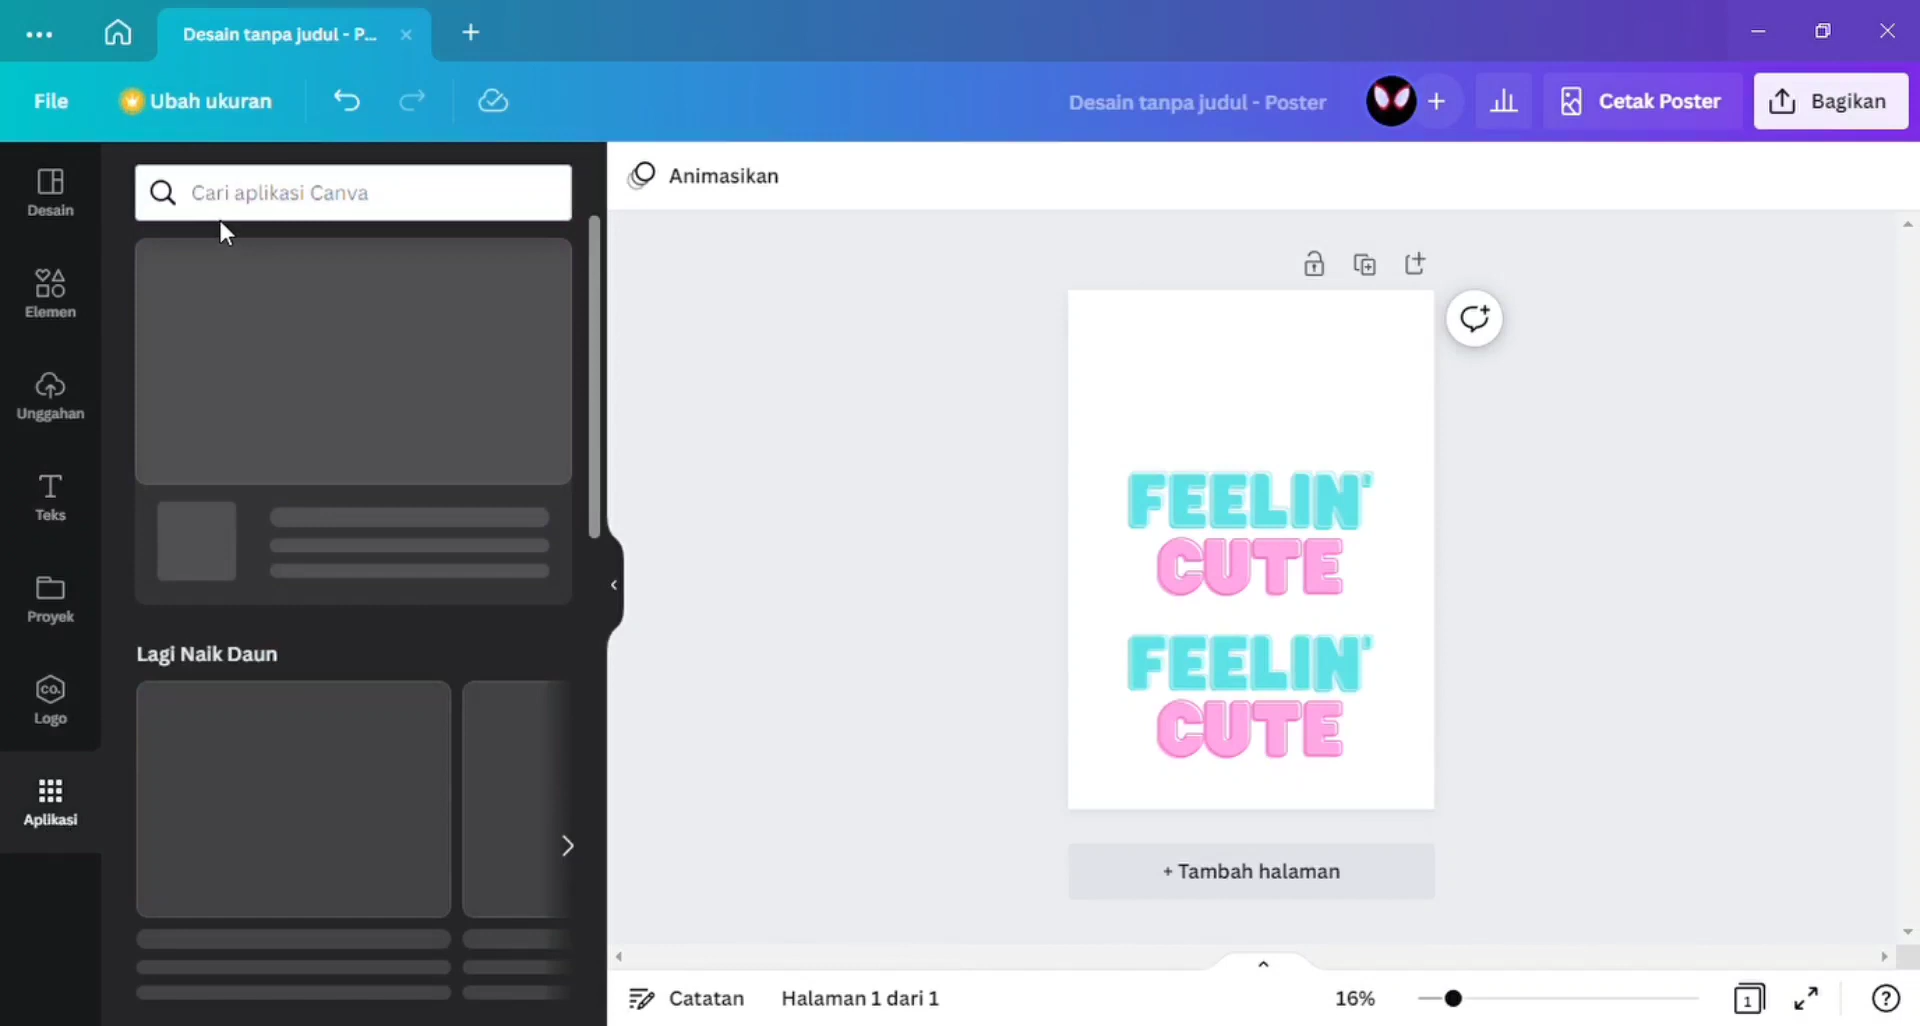 Desain tanpa judul - P...
File
Ubah ukuran
Desain tanpa judul - Poster
Cetak Poster
Bagikan
Desain
Elemen
Unggahan
Teks
Proyek
CO.
Logo
Aplikasi
Cari aplikasi Canva
Lagi Naik Daun
Animasikan
FEELIN'
CUTE
FEELIN'
CUTE
+ Tambah halaman
Catatan
Halaman 1 dari 1
16%
1